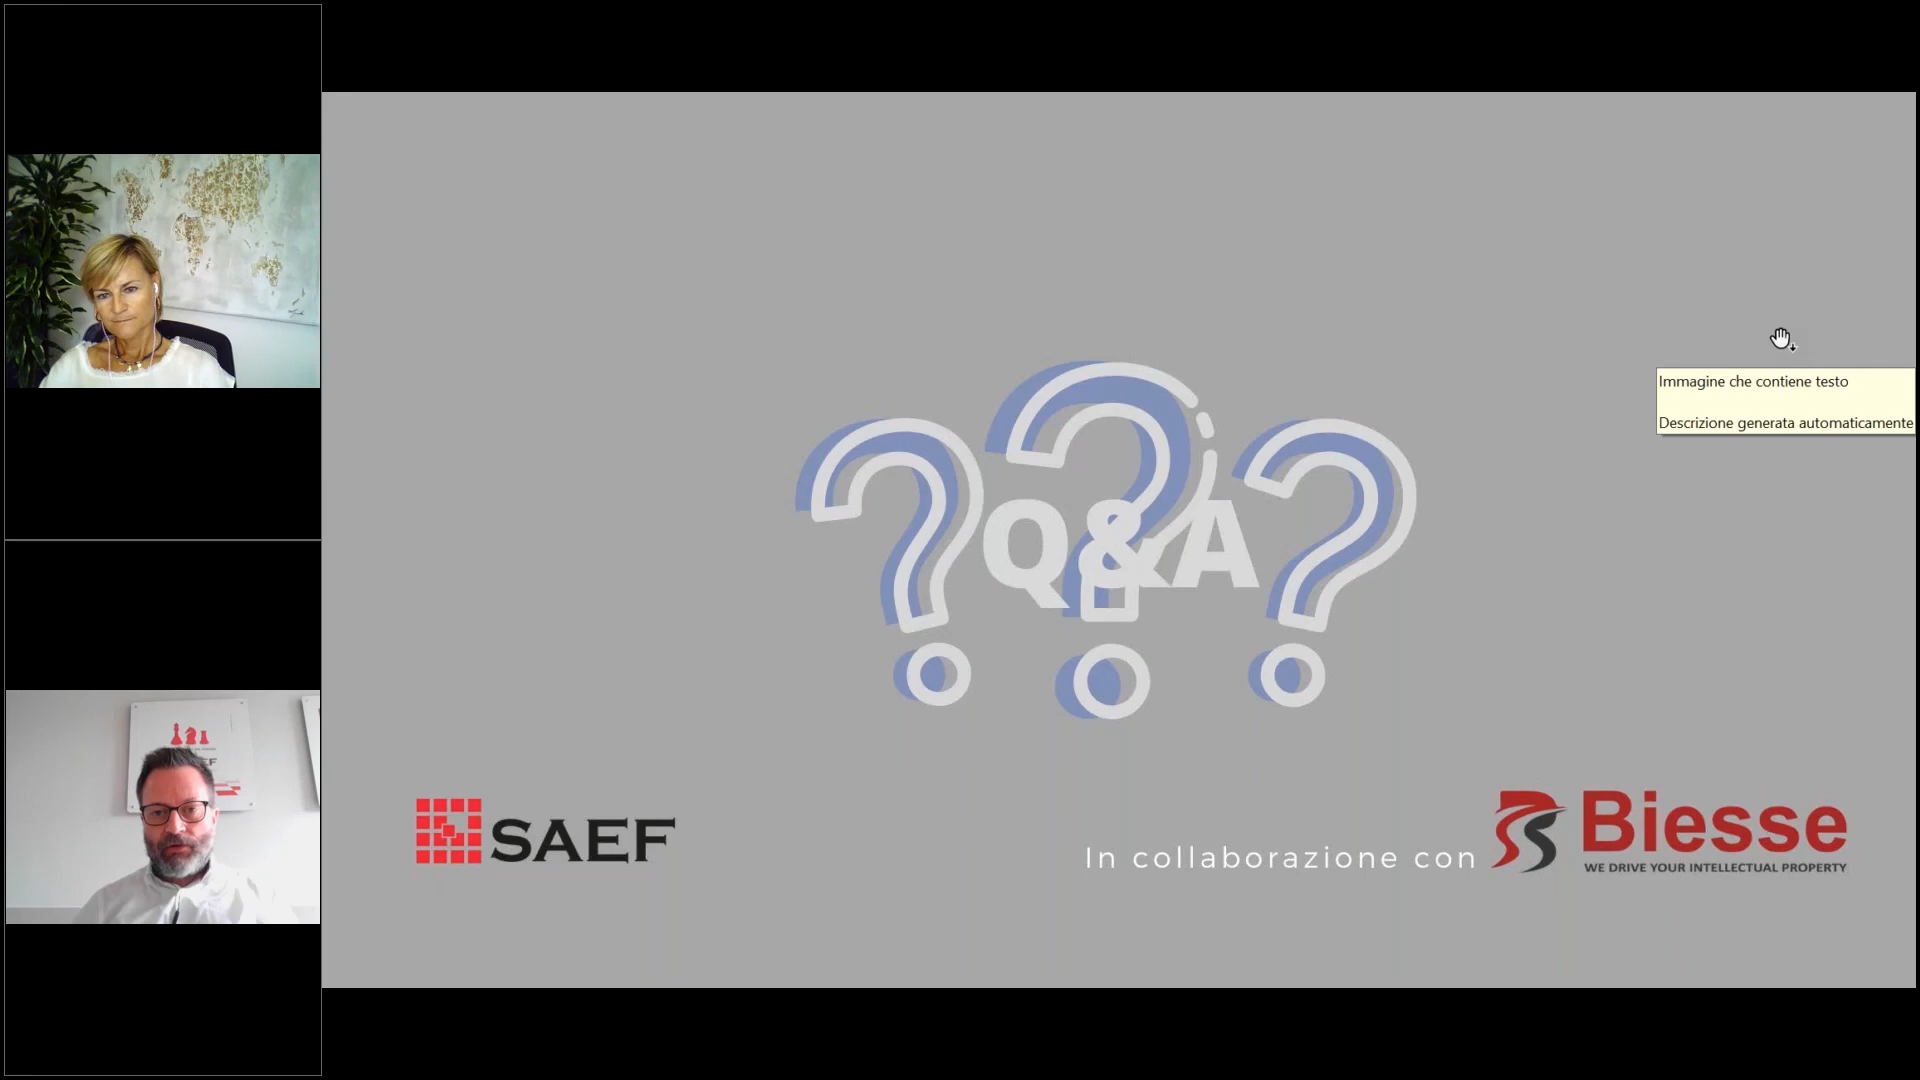 Q&A
Immagine che contiene testo
Descrizione generata automaticamente
SAEF
In collaborazione con
Biesse
WE DRIVE YOUR INTELLECTUAL PROPERTY